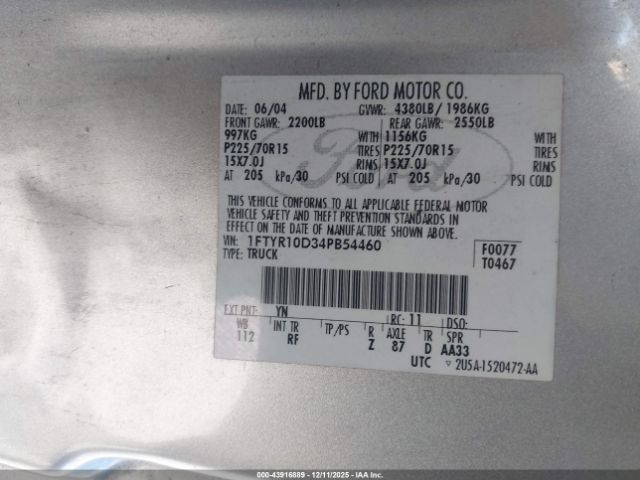 MFD. BY FORD MOTOR CO.
DATE: 06/04 GVWR: 4380LB/ 1986KG
FRONT GAWR: 2200LB REAR GAWR: 2550LB
997KG WITH 1156KG WITH
P225/70R15 TIRES P225/70R15 TIRES
15X7.0J RIMS 15X7.0J RIMS
AT 205 kPa/30 PSI COLD AT 205 kPa/30 PSI COLD
Ford
THIS VEHICLE CONFORMS TO ALL APPLICABLE FEDERAL MOTOR
VEHICLE SAFETY AND THEFT PREVENTION STANDARDS IN
EFFECT ON THE DATE OF MANUFACTURE SHOWN ABOVE.
VIN: 1FTYR10D34PB54460 F0077
TYPE: TRUCK T0467
EXT PNT: YN RC: 11 DSO:
WB INT TR TP/PS R AXLE TR SPR
112 RF Z 87 D AA33
UTC ▽ 2U5A-1520472-AA
000-43916889 - 12/11/2025 - IAA Inc.